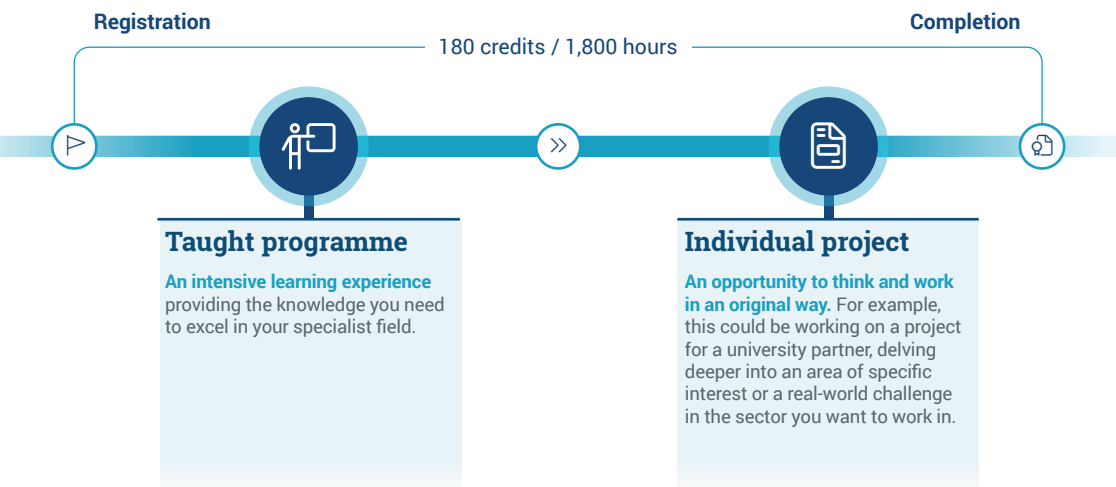 Registration
Completion
180 credits / 1,800 hours
Taught programme
An intensive learning experience
providing the knowledge you need
to excel in your specialist field.
Individual project
An opportunity to think and work
in an original way. For example,
this could be working on a project
for a university partner, delving
deeper into an area of specific
interest or a real-world challenge
in the sector you want to work in.